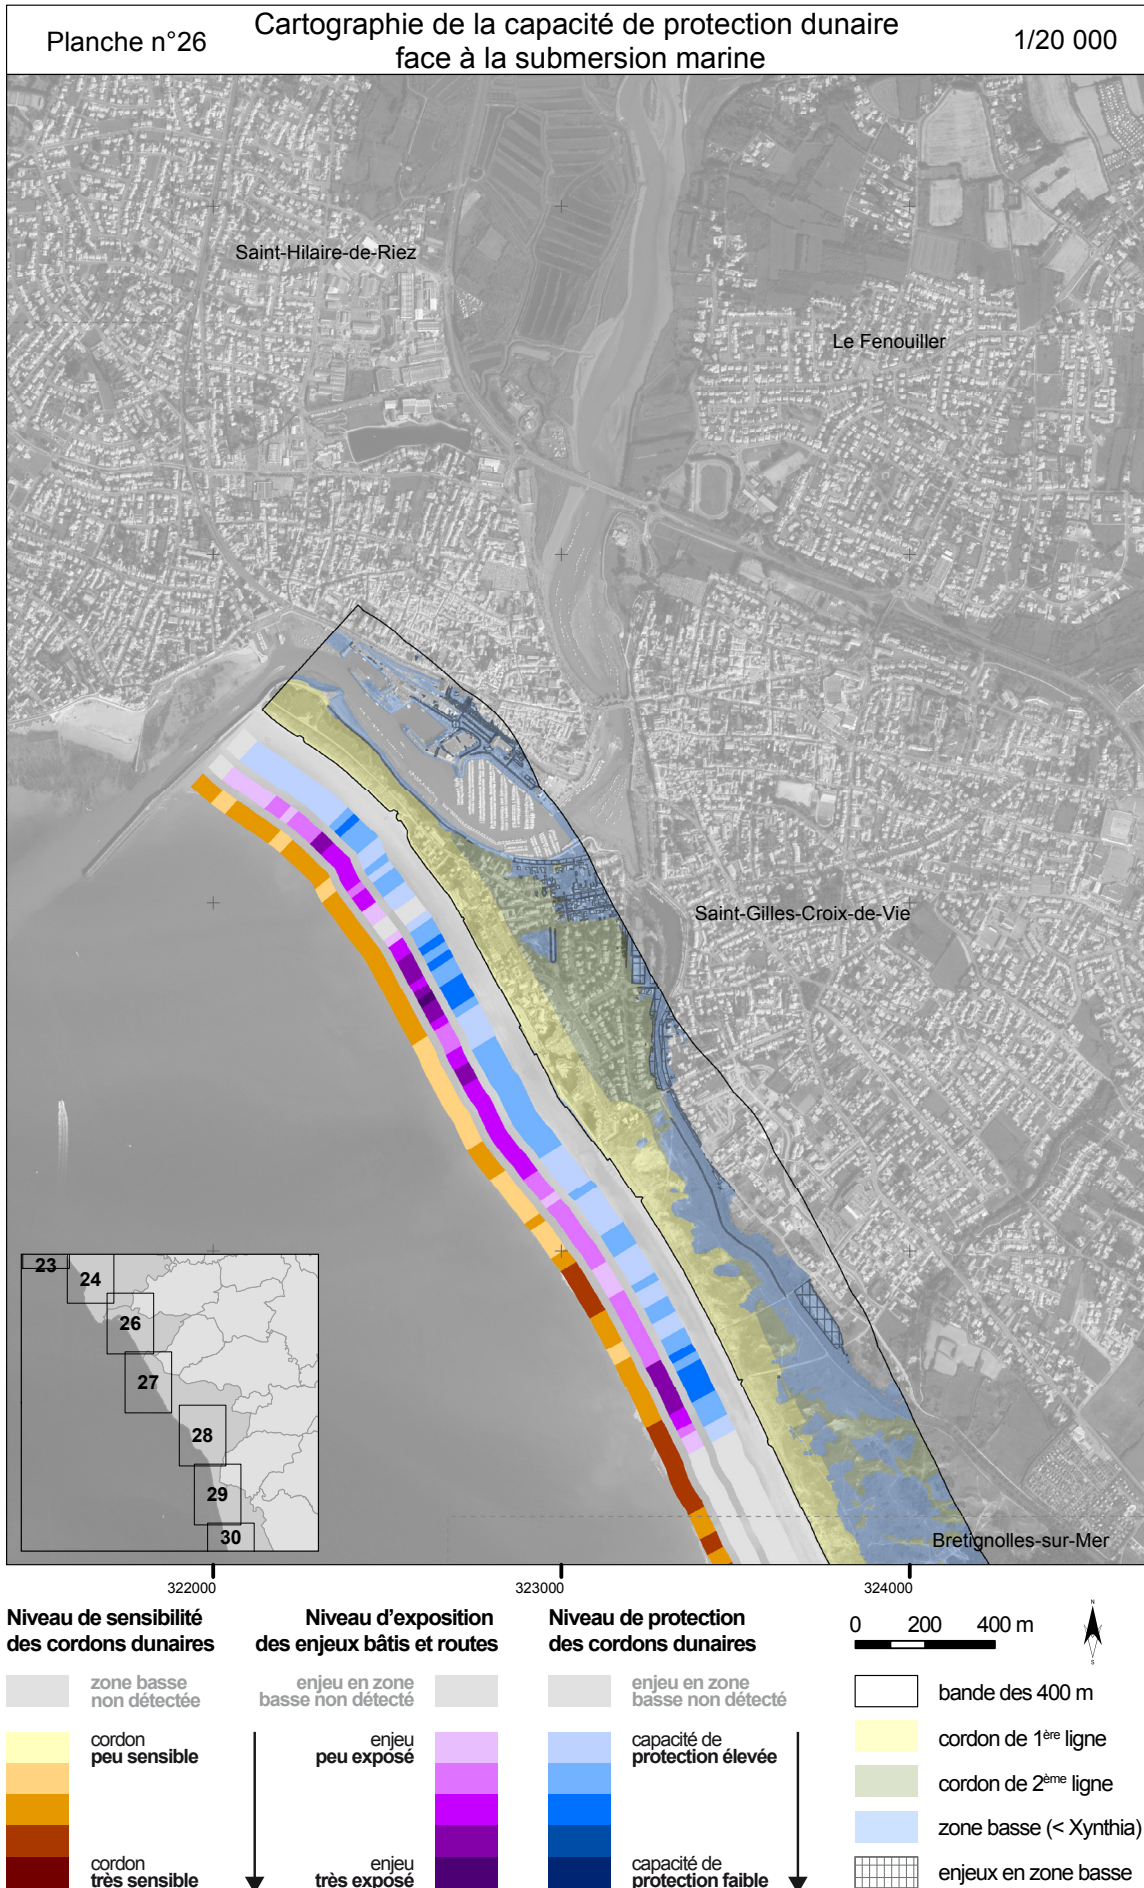 Planche n°26
Cartographie de la capacité de protection dunaire
face à la submersion marine
1/20 000
Saint-Hilaire-de-Riez
Le Fenouiller
Saint-Gilles-Croix-de-Vie
Bretignolles-sur-Mer
23
24
26
27
28
29
30
322000
323000
324000
Niveau de sensibilité
des cordons dunaires
zone basse
non détectée
cordon
peu sensible
cordon
très sensible
Niveau d'exposition
des enjeux bâtis et routes
enjeu en zone
basse non détecté
enjeu
peu exposé
enjeu
très exposé
Niveau de protection
des cordons dunaires
enjeu en zone
basse non détecté
capacité de
protection élevée
capacité de
protection faible
0 200 400 m
N
S
bande des 400 m
cordon de 1ère ligne
cordon de 2ème ligne
zone basse (< Xynthia)
enjeux en zone basse